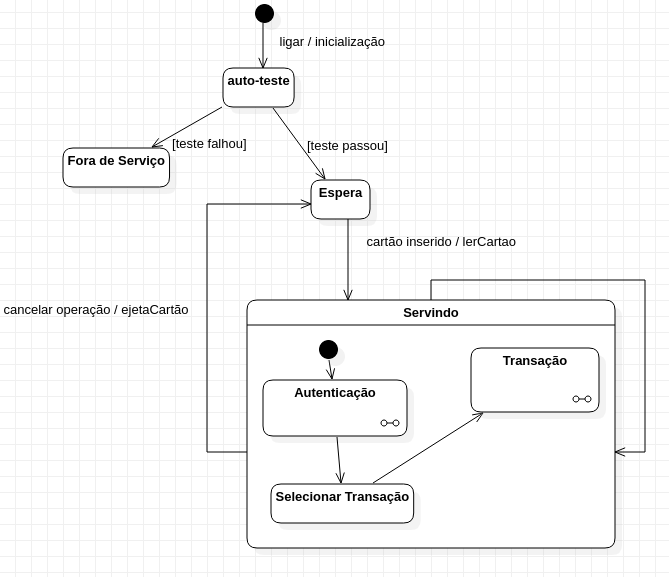 ligar / inicialização
auto-teste
[teste falhou]
[teste passou]
Fora de Serviço
Espera
cartão inserido / lerCartao
cancelar operação / ejetaCartão
Servindo
Transação
Autenticação
Selecionar Transação